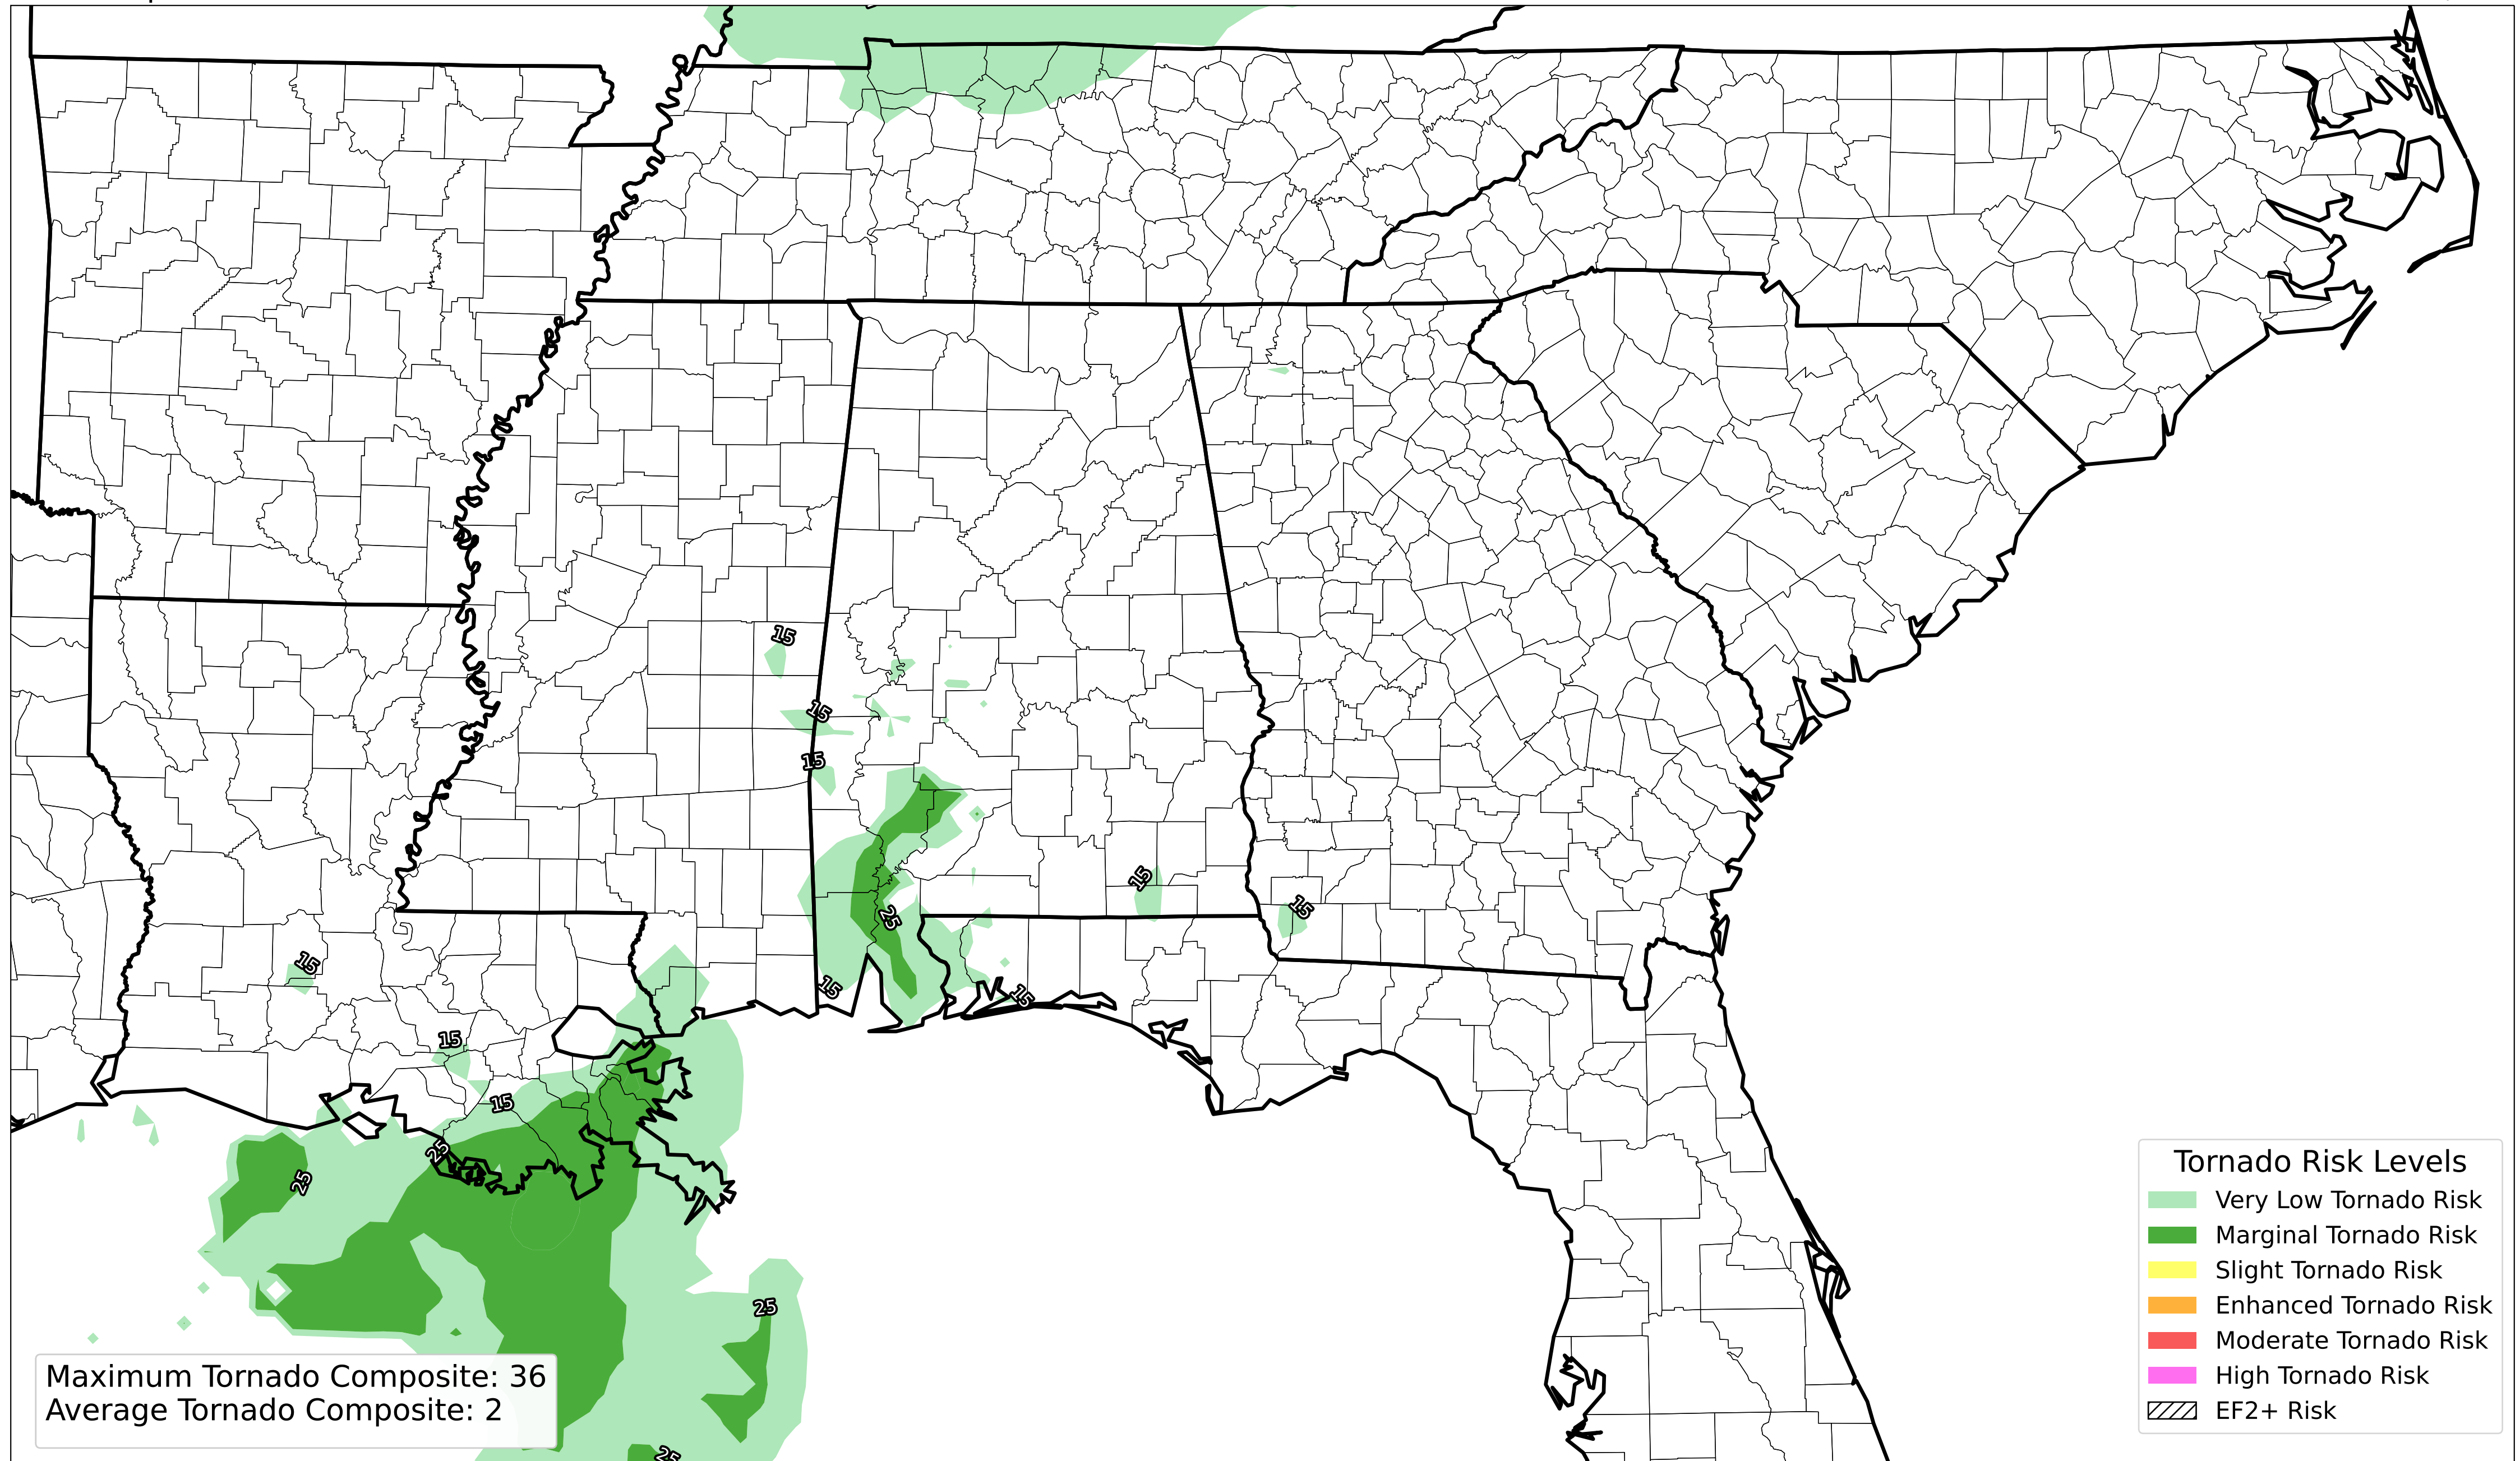 15
15
15
15
15
25
15
15
15
15
15
25
25
25
25
Maximum Tornado Composite: 36
Average Tornado Composite: 2
Tornado Risk Levels
Very Low Tornado Risk
Marginal Tornado Risk
Slight Tornado Risk
Enhanced Tornado Risk
Moderate Tornado Risk
High Tornado Risk
EF2+ Risk